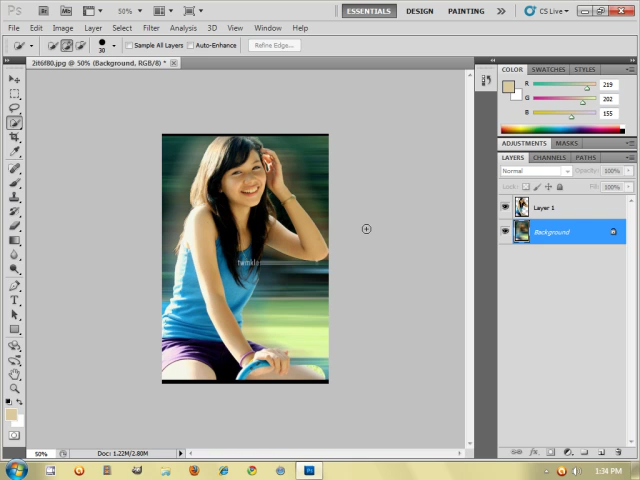 Ps Br Mb 50% ESSENTIALS DESIGN PAINTING CS Live
File Edit Image Layer Select Filter Analysis 3D View Window Help
30 Sample All Layers Auto-Enhance Refine Edge...
2it6f80.jpg @ 50% (Background, RGB/8) *
COLOR SWATCHES STYLES
R 219
G 202
B 155
ADJUSTMENTS MASKS
LAYERS CHANNELS PATHS
Normal Opacity: 100%
Lock: Fill: 100%
Layer 1
Background
twinkle
50% Doc: 1.22M/2.80M
Ps 1:34 PM